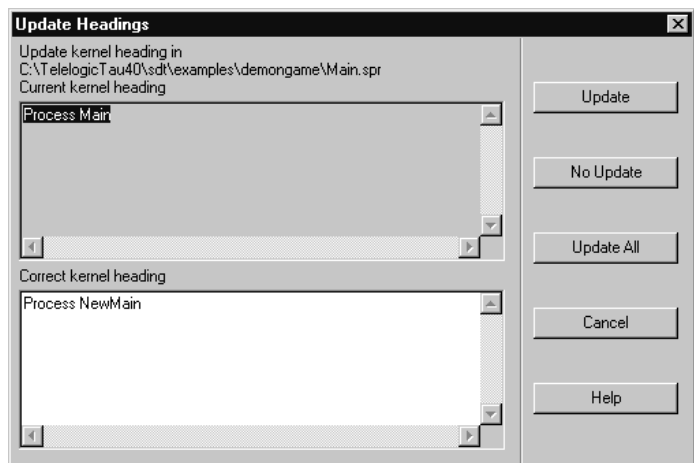 Update Headings
Update kernel heading in
C:\TelelogicTau40\sdt\examples\demongame\Main.spr
Current kernel heading
Process Main
Correct kernel heading
Process NewMain
Update
No Update
Update All
Cancel
Help